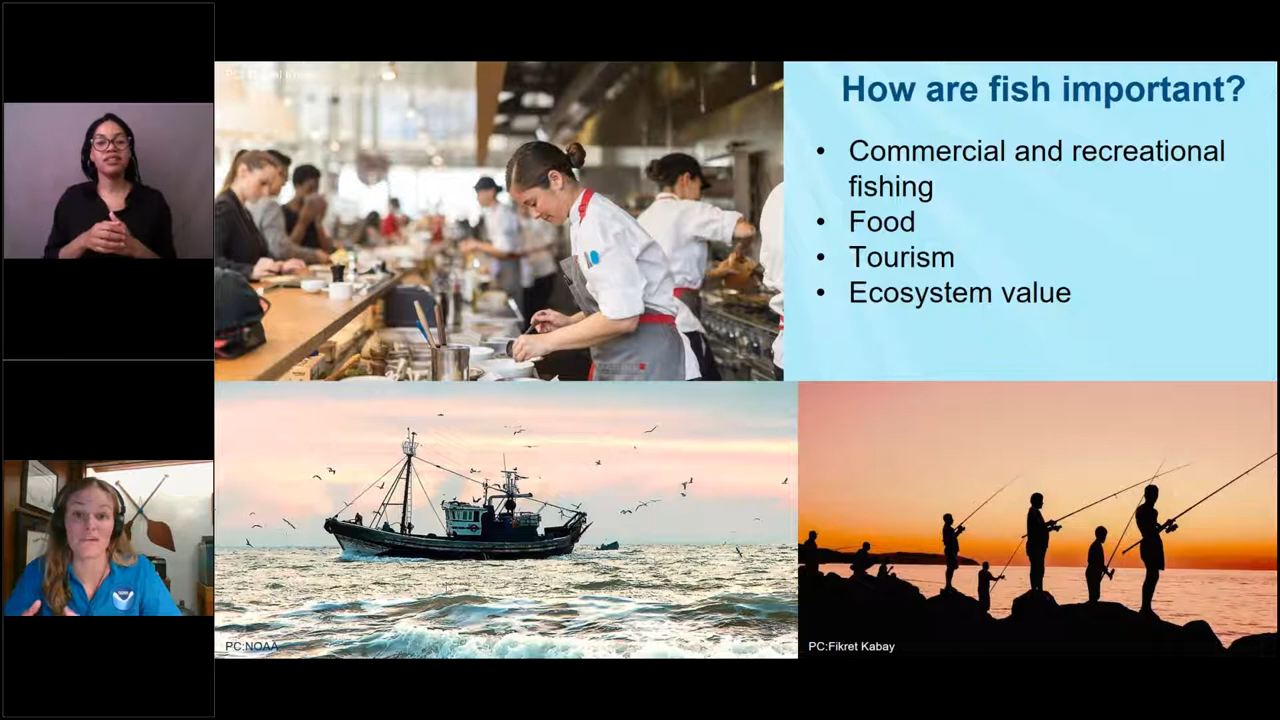 How are fish important?
• Commercial and recreational
fishing
• Food
• Tourism
• Ecosystem value
PC:NOAA
PC:Fikret Kabay